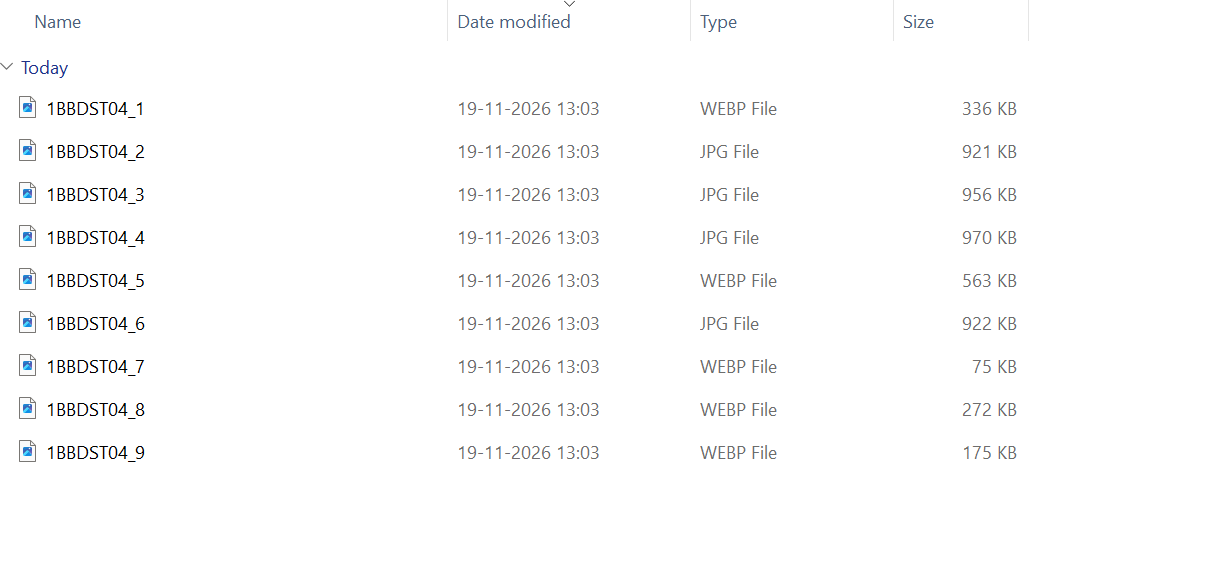 Name Date modified Type Size
Today
1BBDST04_1 19-11-2026 13:03 WEBP File 336 KB
1BBDST04_2 19-11-2026 13:03 JPG File 921 KB
1BBDST04_3 19-11-2026 13:03 JPG File 956 KB
1BBDST04_4 19-11-2026 13:03 JPG File 970 KB
1BBDST04_5 19-11-2026 13:03 WEBP File 563 KB
1BBDST04_6 19-11-2026 13:03 JPG File 922 KB
1BBDST04_7 19-11-2026 13:03 WEBP File 75 KB
1BBDST04_8 19-11-2026 13:03 WEBP File 272 KB
1BBDST04_9 19-11-2026 13:03 WEBP File 175 KB